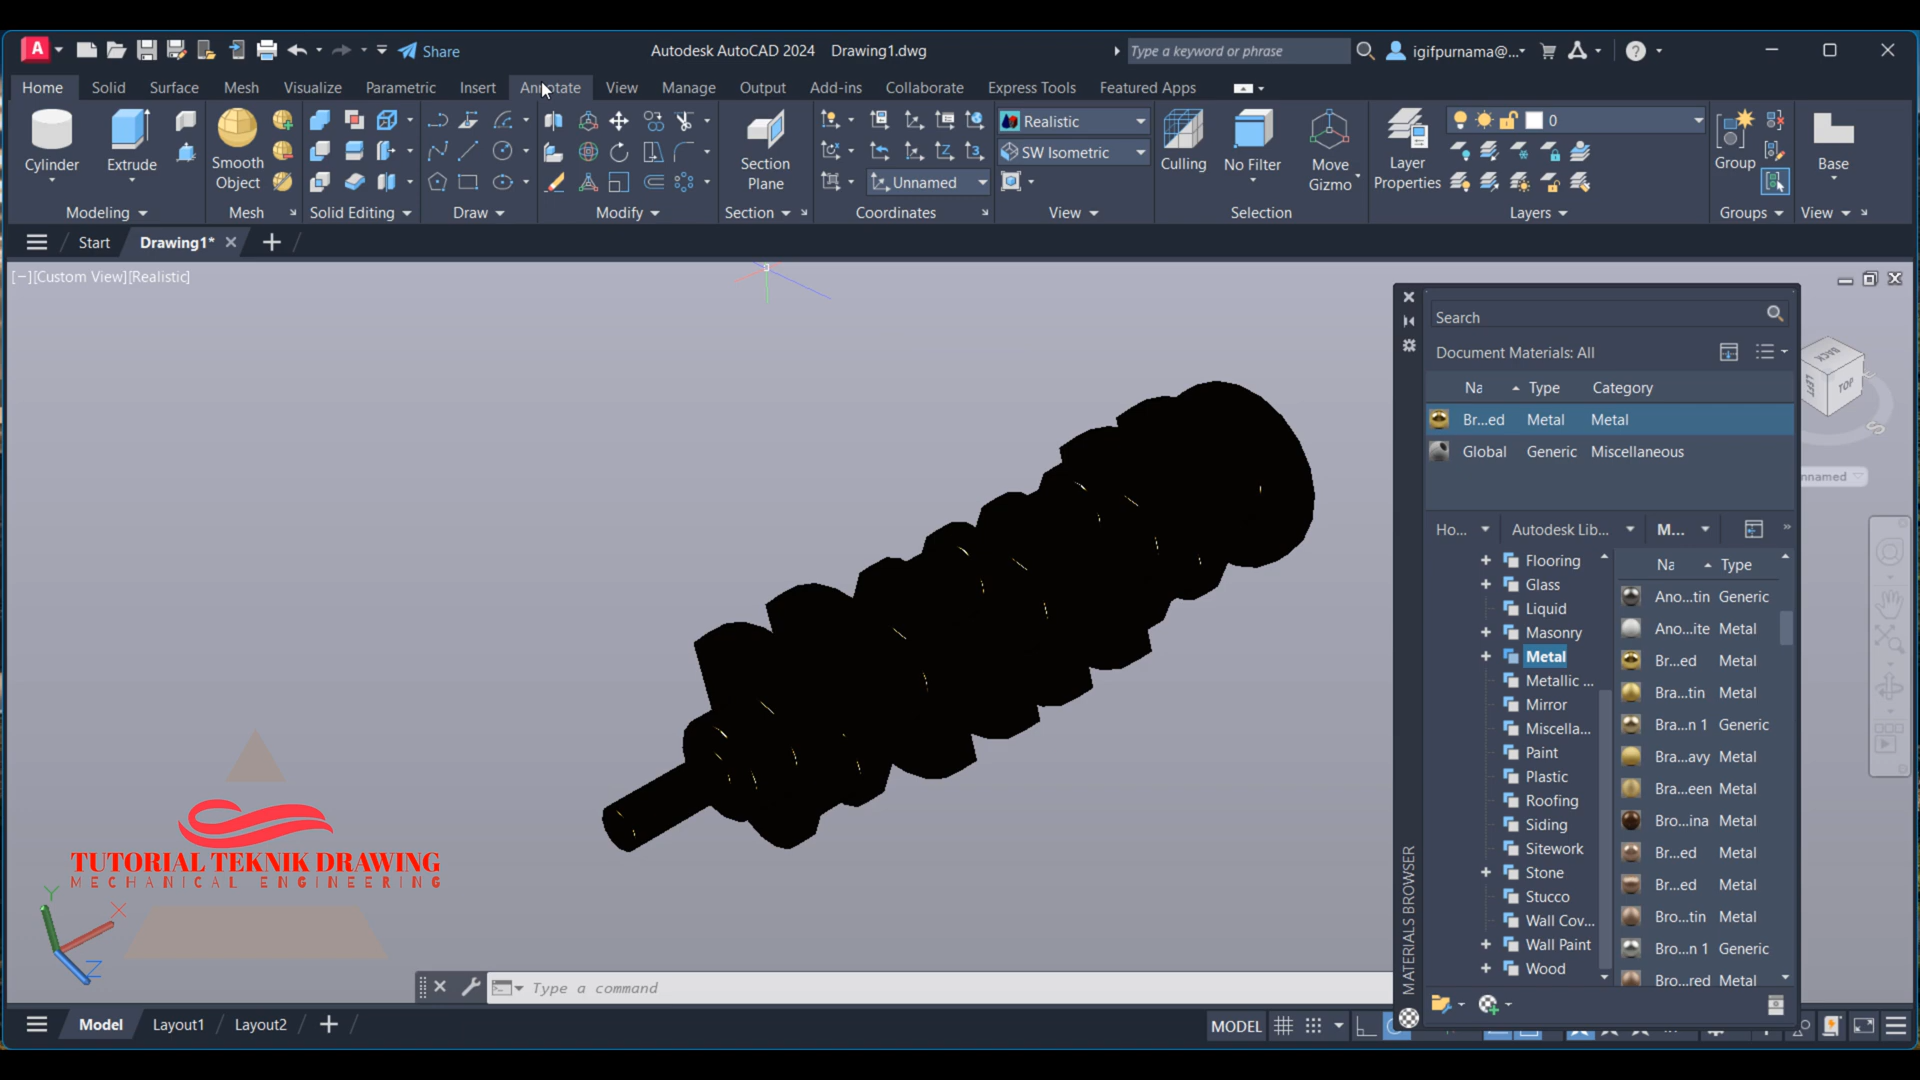 A
Share
Autodesk AutoCAD 2024 Drawing1.dwg
Type a keyword or phrase
igifpurnama@...
Home Solid Surface Mesh Visualize Parametric Insert Annotate View Manage Output Add-ins Collaborate Express Tools Featured Apps
Cylinder
Extrude
Smooth
Object
Section
Plane
Unnamed
Realistic
SW Isometric
Culling
No Filter
Move
Gizmo
Layer
Properties
0
Group
Base
Modeling
Mesh
Solid Editing
Draw
Modify
Section
Coordinates
View
Selection
Layers
Groups
View
Start
Drawing1*
[−][Custom View][Realistic]
Search
Document Materials: All
Na Type Category
Br...ed Metal Metal
Global Generic Miscellaneous
Ho... Autodesk Lib... M...
Flooring
Glass
Liquid
Masonry
Metal
Metallic ...
Mirror
Miscella...
Paint
Plastic
Roofing
Siding
Sitework
Stone
Stucco
Wall Cov...
Wall Paint
Wood
Na Type
Ano...tin Generic
Ano...ite Metal
Br...ed Metal
Bra...tin Metal
Bra...n 1 Generic
Bra...avy Metal
Bra...een Metal
Bro...ina Metal
Br...ed Metal
Br...ed Metal
Bro...tin Metal
Bro...n 1 Generic
Bro...red Metal
MATERIALS BROWSER
BACK
LEFT
TOP
S
nnamed
TUTORIAL TEKNIK DRAWING
MECHANICAL ENGINEERING
Y
X
Z
Type a command
Model
Layout1
Layout2
MODEL